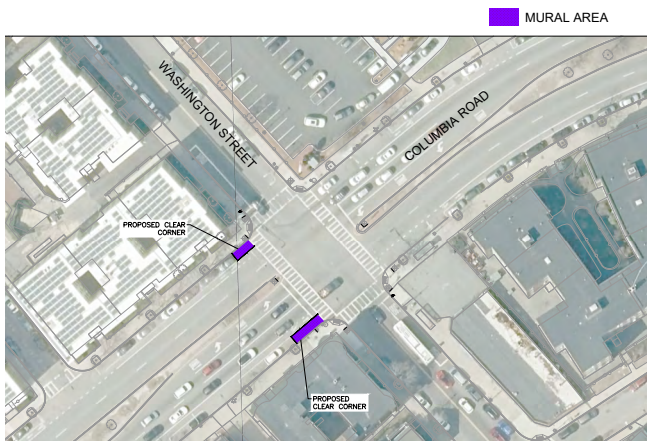 MURAL AREA
WASHINGTON STREET
COLUMBIA ROAD
PROPOSED CLEAR
CORNER
PROPOSED
CLEAR CORNER